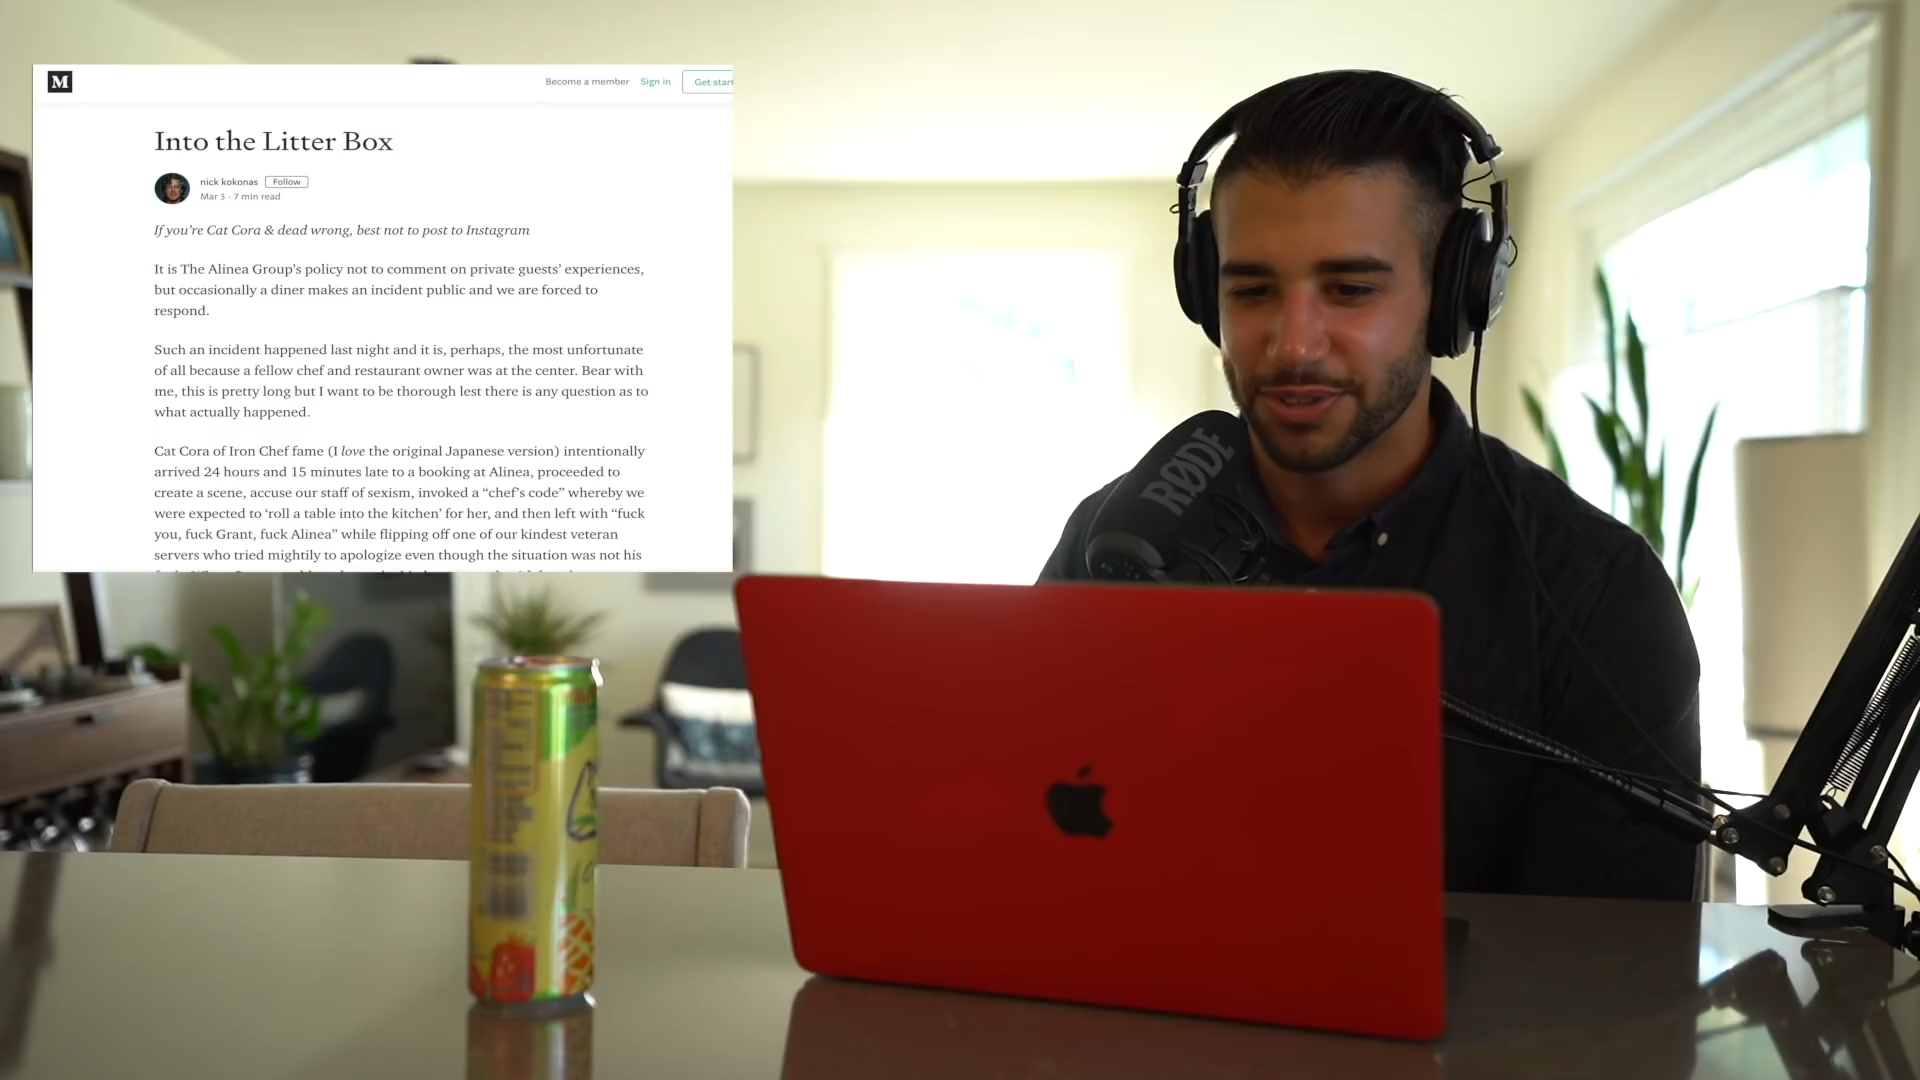 M
Become a member Sign in Get start
Into the Litter Box
nick kokonas Follow
Mar 3 · 7 min read
If you’re Cat Cora & dead wrong, best not to post to Instagram
It is The Alinea Group’s policy not to comment on private guests’ experiences,
but occasionally a diner makes an incident public and we are forced to
respond.
Such an incident happened last night and it is, perhaps, the most unfortunate
of all because a fellow chef and restaurant owner was at the center. Bear with
me, this is pretty long but I want to be thorough lest there is any question as to
what actually happened.
Cat Cora of Iron Chef fame (I love the original Japanese version) intentionally
arrived 24 hours and 15 minutes late to a booking at Alinea, proceeded to
create a scene, accuse our staff of sexism, invoked a “chef’s code” whereby we
were expected to ‘roll a table into the kitchen’ for her, and then left with “fuck
you, fuck Grant, fuck Alinea” while flipping off one of our kindest veteran
servers who tried mightily to apologize even though the situation was not his
RØDE